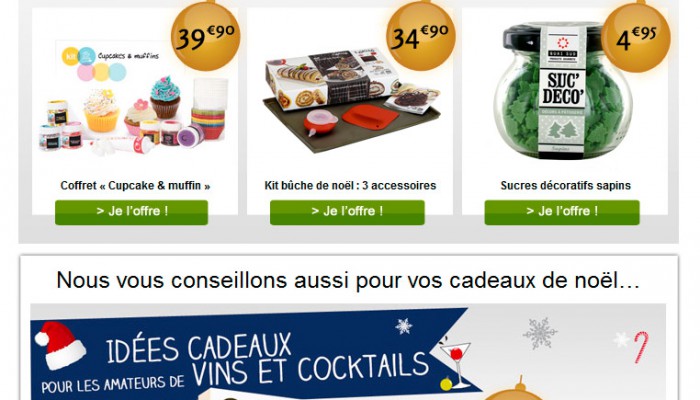 39€90
34€90
4€95
Kit
Cupcakes & muffins
SUC'
DÉCO'
Coffret « Cupcake & muffin »
Kit bûche de noël : 3 accessoires
Sucres décoratifs sapins
> Je l'offre !
> Je l'offre !
> Je l'offre !
Nous vous conseillons aussi pour vos cadeaux de noël...
IDÉES CADEAUX
POUR LES AMATEURS DE VINS ET COCKTAILS